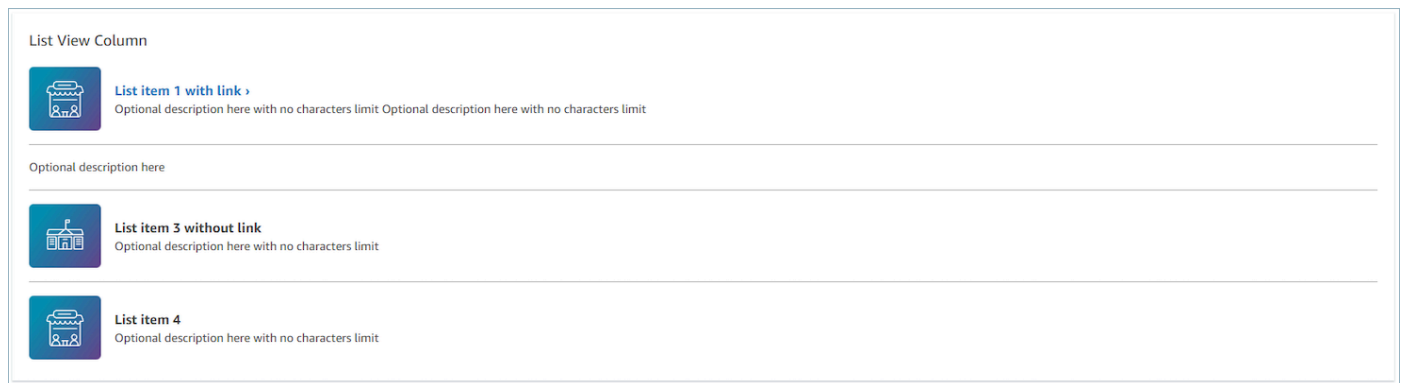 List View Column
List item 1 with link ›
Optional description here with no characters limit Optional description here with no characters limit
Optional description here
List item 3 without link
Optional description here with no characters limit
List item 4
Optional description here with no characters limit